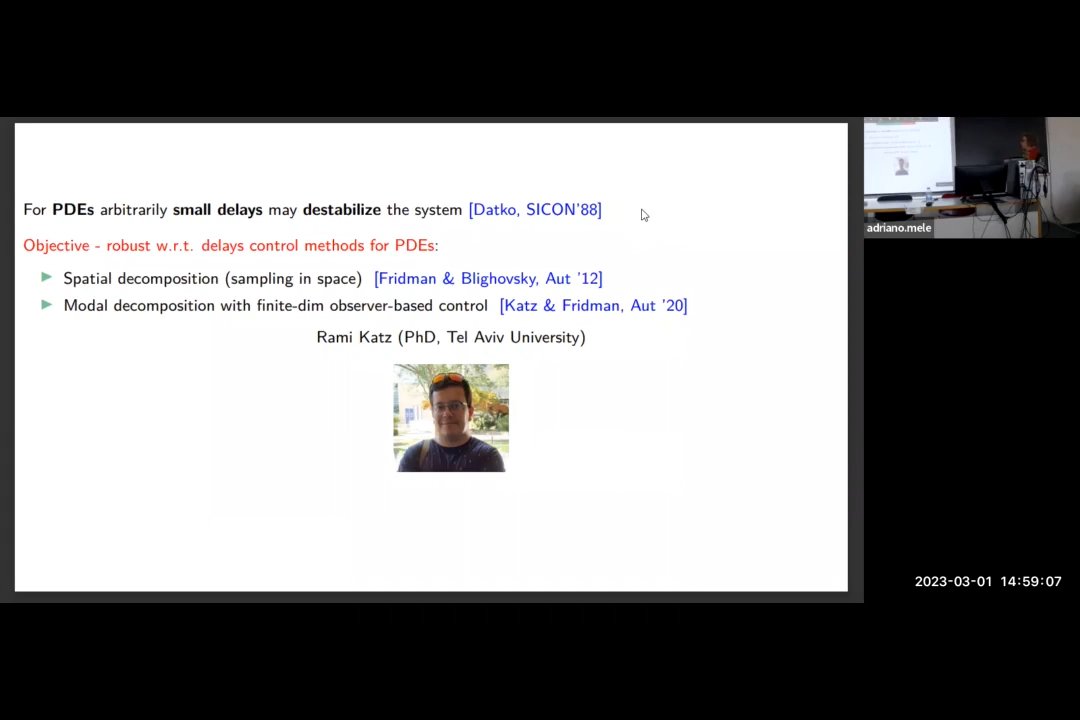 For PDEs arbitrarily small delays may destabilize the system [Datko, SICON'88]
Objective - robust w.r.t. delays control methods for PDEs:
Spatial decomposition (sampling in space) [Fridman & Blighovsky, Aut '12]
Modal decomposition with finite-dim observer-based control [Katz & Fridman, Aut '20]
Rami Katz (PhD, Tel Aviv University)
adriano.mele
2023-03-01 14:59:07